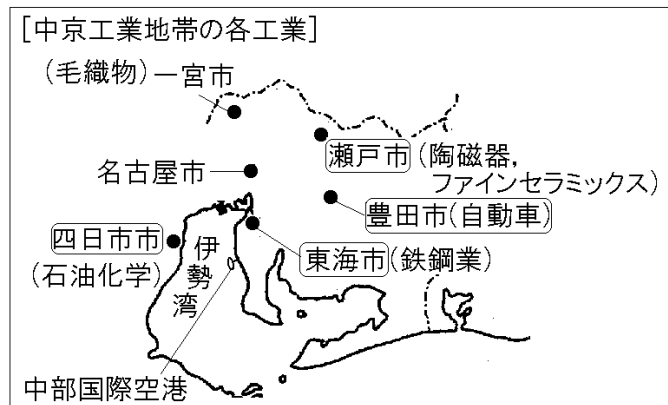 [中京工業地帯の各工業]
(毛織物)一宮市
瀬戸市(陶磁器,
ファインセラミックス)
名古屋市
豊田市(自動車)
四日市市
(石油化学)
伊勢湾
東海市(鉄鋼業)
中部国際空港